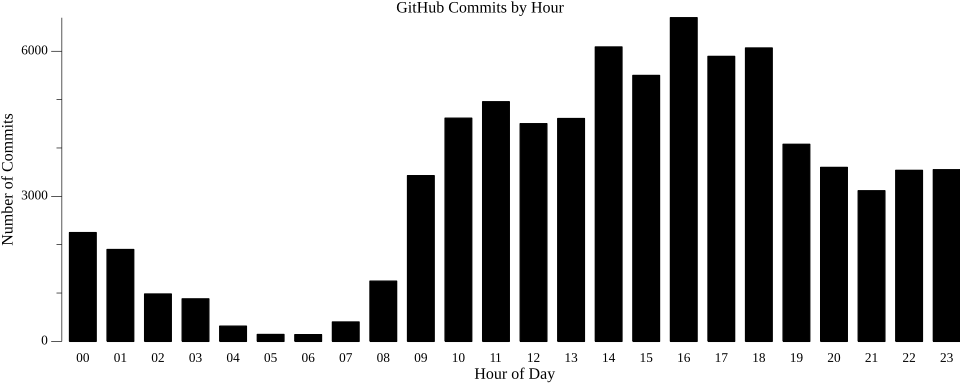 GitHub Commits by Hour
6000
3000
0
Number of Commits
00 01 02 03 04 05 06 07 08 09 10 11 12 13 14 15 16 17 18 19 20 21 22 23
Hour of Day